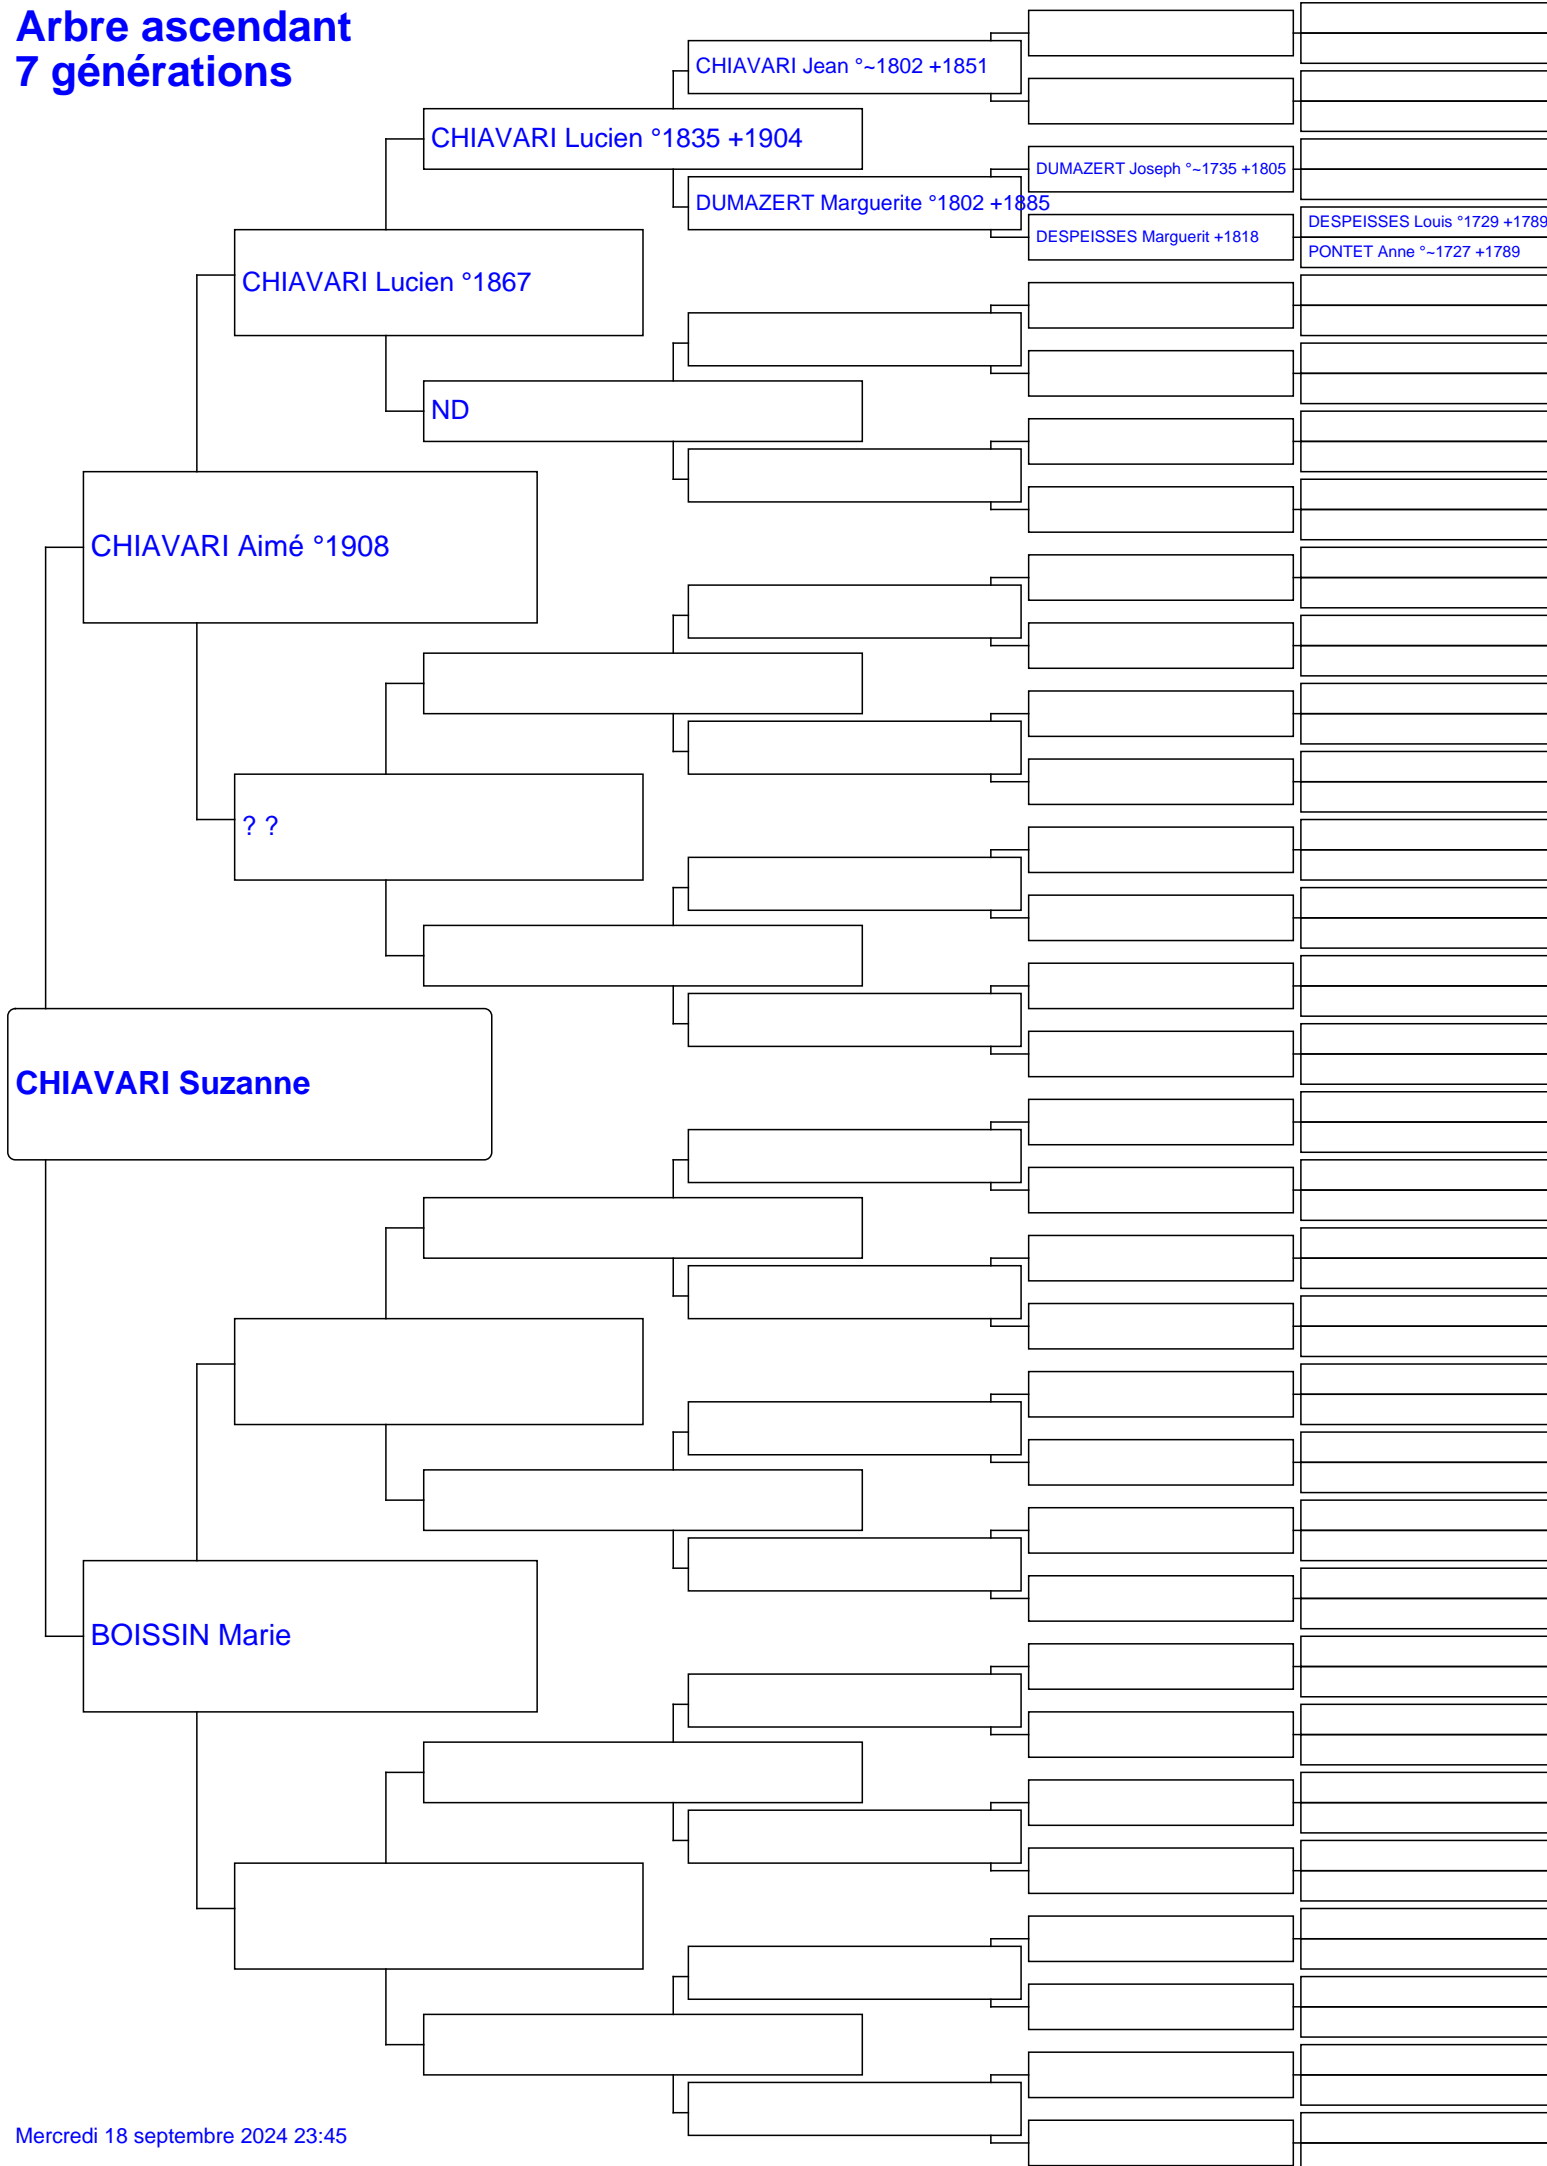 Arbre ascendant
7 générations
CHIAVARI Jean °~1802 +1851
CHIAVARI Lucien °1835 +1904
DUMAZERT Joseph °~1735 +1805
DUMAZERT Marguerite °1802 +1885
DESPEISSES Louis °1729 +1789
DESPEISSES Marguerit +1818
PONTET Anne °~1727 +1789
CHIAVARI Lucien °1867
ND
CHIAVARI Aimé °1908
? ?
CHIAVARI Suzanne
BOISSIN Marie
Mercredi 18 septembre 2024 23:45